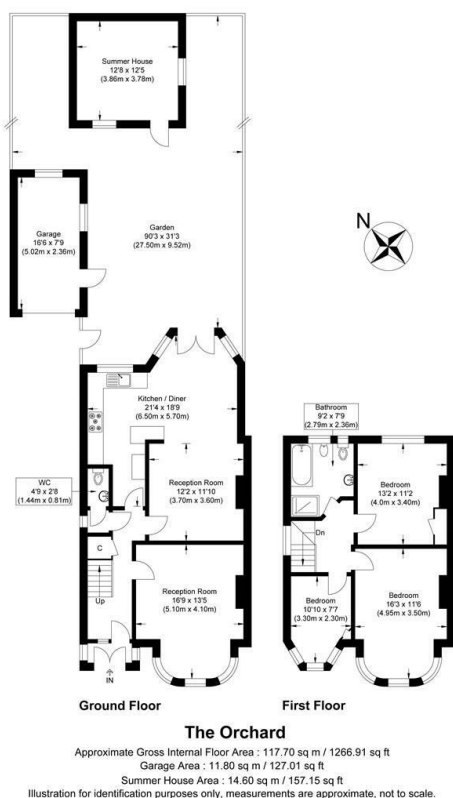 Summer House
12'8 x 12'5
(3.86m x 3.78m)
Garage
16'6 x 7'9
(5.02m x 2.36m)
Garden
90'3 x 31'3
(27.50m x 9.52m)
N
Kitchen / Diner
21'4 x 18'9
(6.50m x 5.70m)
WC
4'9 x 2'8
(1.44m x 0.81m)
Reception Room
12'2 x 11'10
(3.70m x 3.60m)
C
Up
Reception Room
16'9 x 13'5
(5.10m x 4.10m)
IN
Bathroom
9'2 x 7'9
(2.79m x 2.36m)
Bedroom
13'2 x 11'2
(4.0m x 3.40m)
Dn
Bedroom
10'10 x 7'7
(3.30m x 2.30m)
Bedroom
16'3 x 11'6
(4.95m x 3.50m)
Ground Floor
First Floor
The Orchard
Approximate Gross Internal Floor Area : 117.70 sq m / 1266.91 sq ft
Garage Area : 11.80 sq m / 127.01 sq ft
Summer House Area : 14.60 sq m / 157.15 sq ft
Illustration for identification purposes only, measurements are approximate, not to scale.